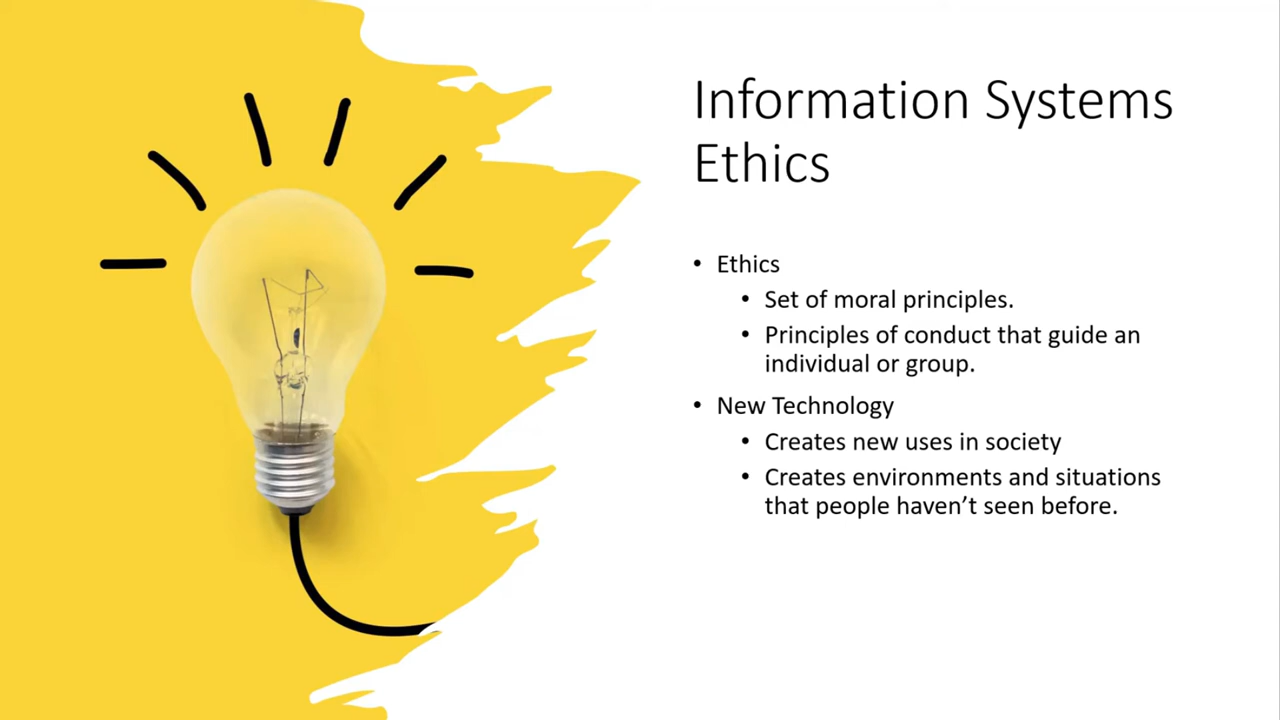 Information Systems
Ethics
• Ethics
• Set of moral principles.
• Principles of conduct that guide an
individual or group.
• New Technology
• Creates new uses in society
• Creates environments and situations
that people haven’t seen before.